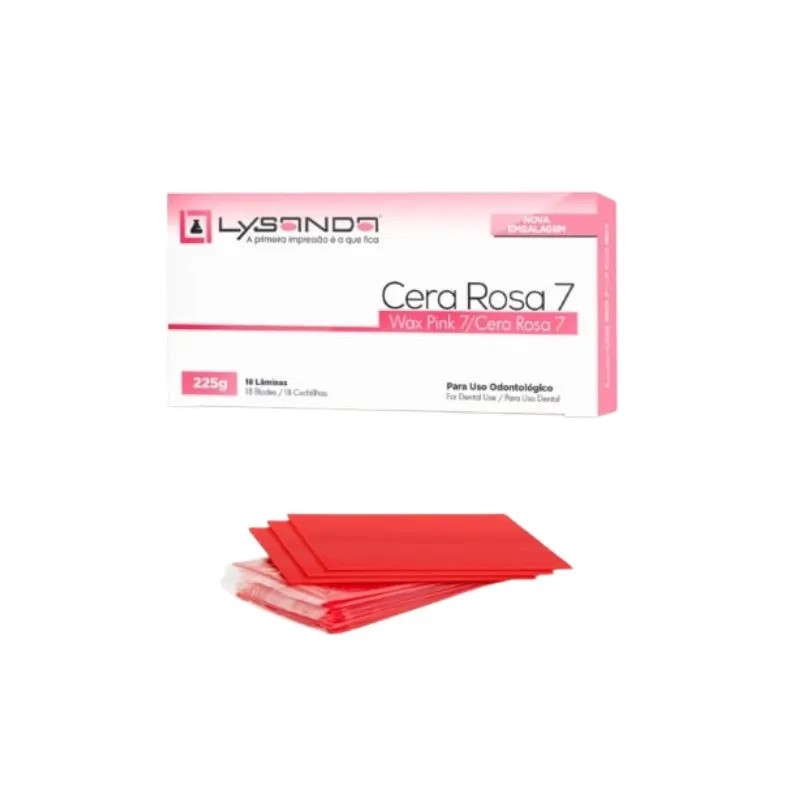 LYSANDA
A primeira impressão é a que fica
NOVA
EMBALAGEM
Cera Rosa 7
Wax Pink 7/Cera Rosa 7
225g
18 Lâminas
18 Blades / 18 Cuchillas
Para Uso Odontológico
For Dental Use / Para Uso Dental